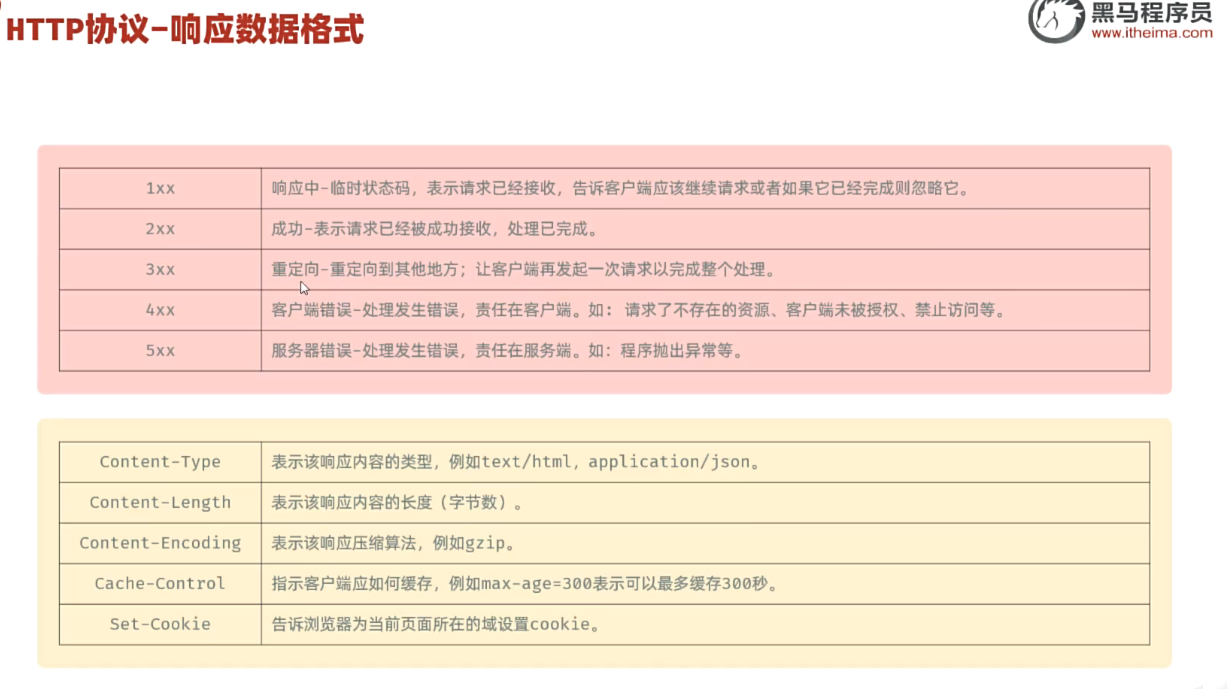 HTTP协议-响应数据格式
黑马程序员
www.itheima.com
1xx 响应中-临时状态码，表示请求已经接收，告诉客户端应该继续请求或者如果它已经完成则忽略它。
2xx 成功-表示请求已经被成功接收，处理已完成。
3xx 重定向-重定向到其他地方；让客户端再发起一次请求以完成整个处理。
4xx 客户端错误-处理发生错误，责任在客户端。如： 请求了不存在的资源、客户端未被授权、禁止访问等。
5xx 服务器错误-处理发生错误，责任在服务端。如：程序抛出异常等。
Content-Type 表示该响应内容的类型，例如text/html，application/json。
Content-Length 表示该响应内容的长度（字节数）。
Content-Encoding 表示该响应压缩算法，例如gzip。
Cache-Control 指示客户端应如何缓存，例如max-age=300表示可以最多缓存300秒。
Set-Cookie 告诉浏览器为当前页面所在的域设置cookie。